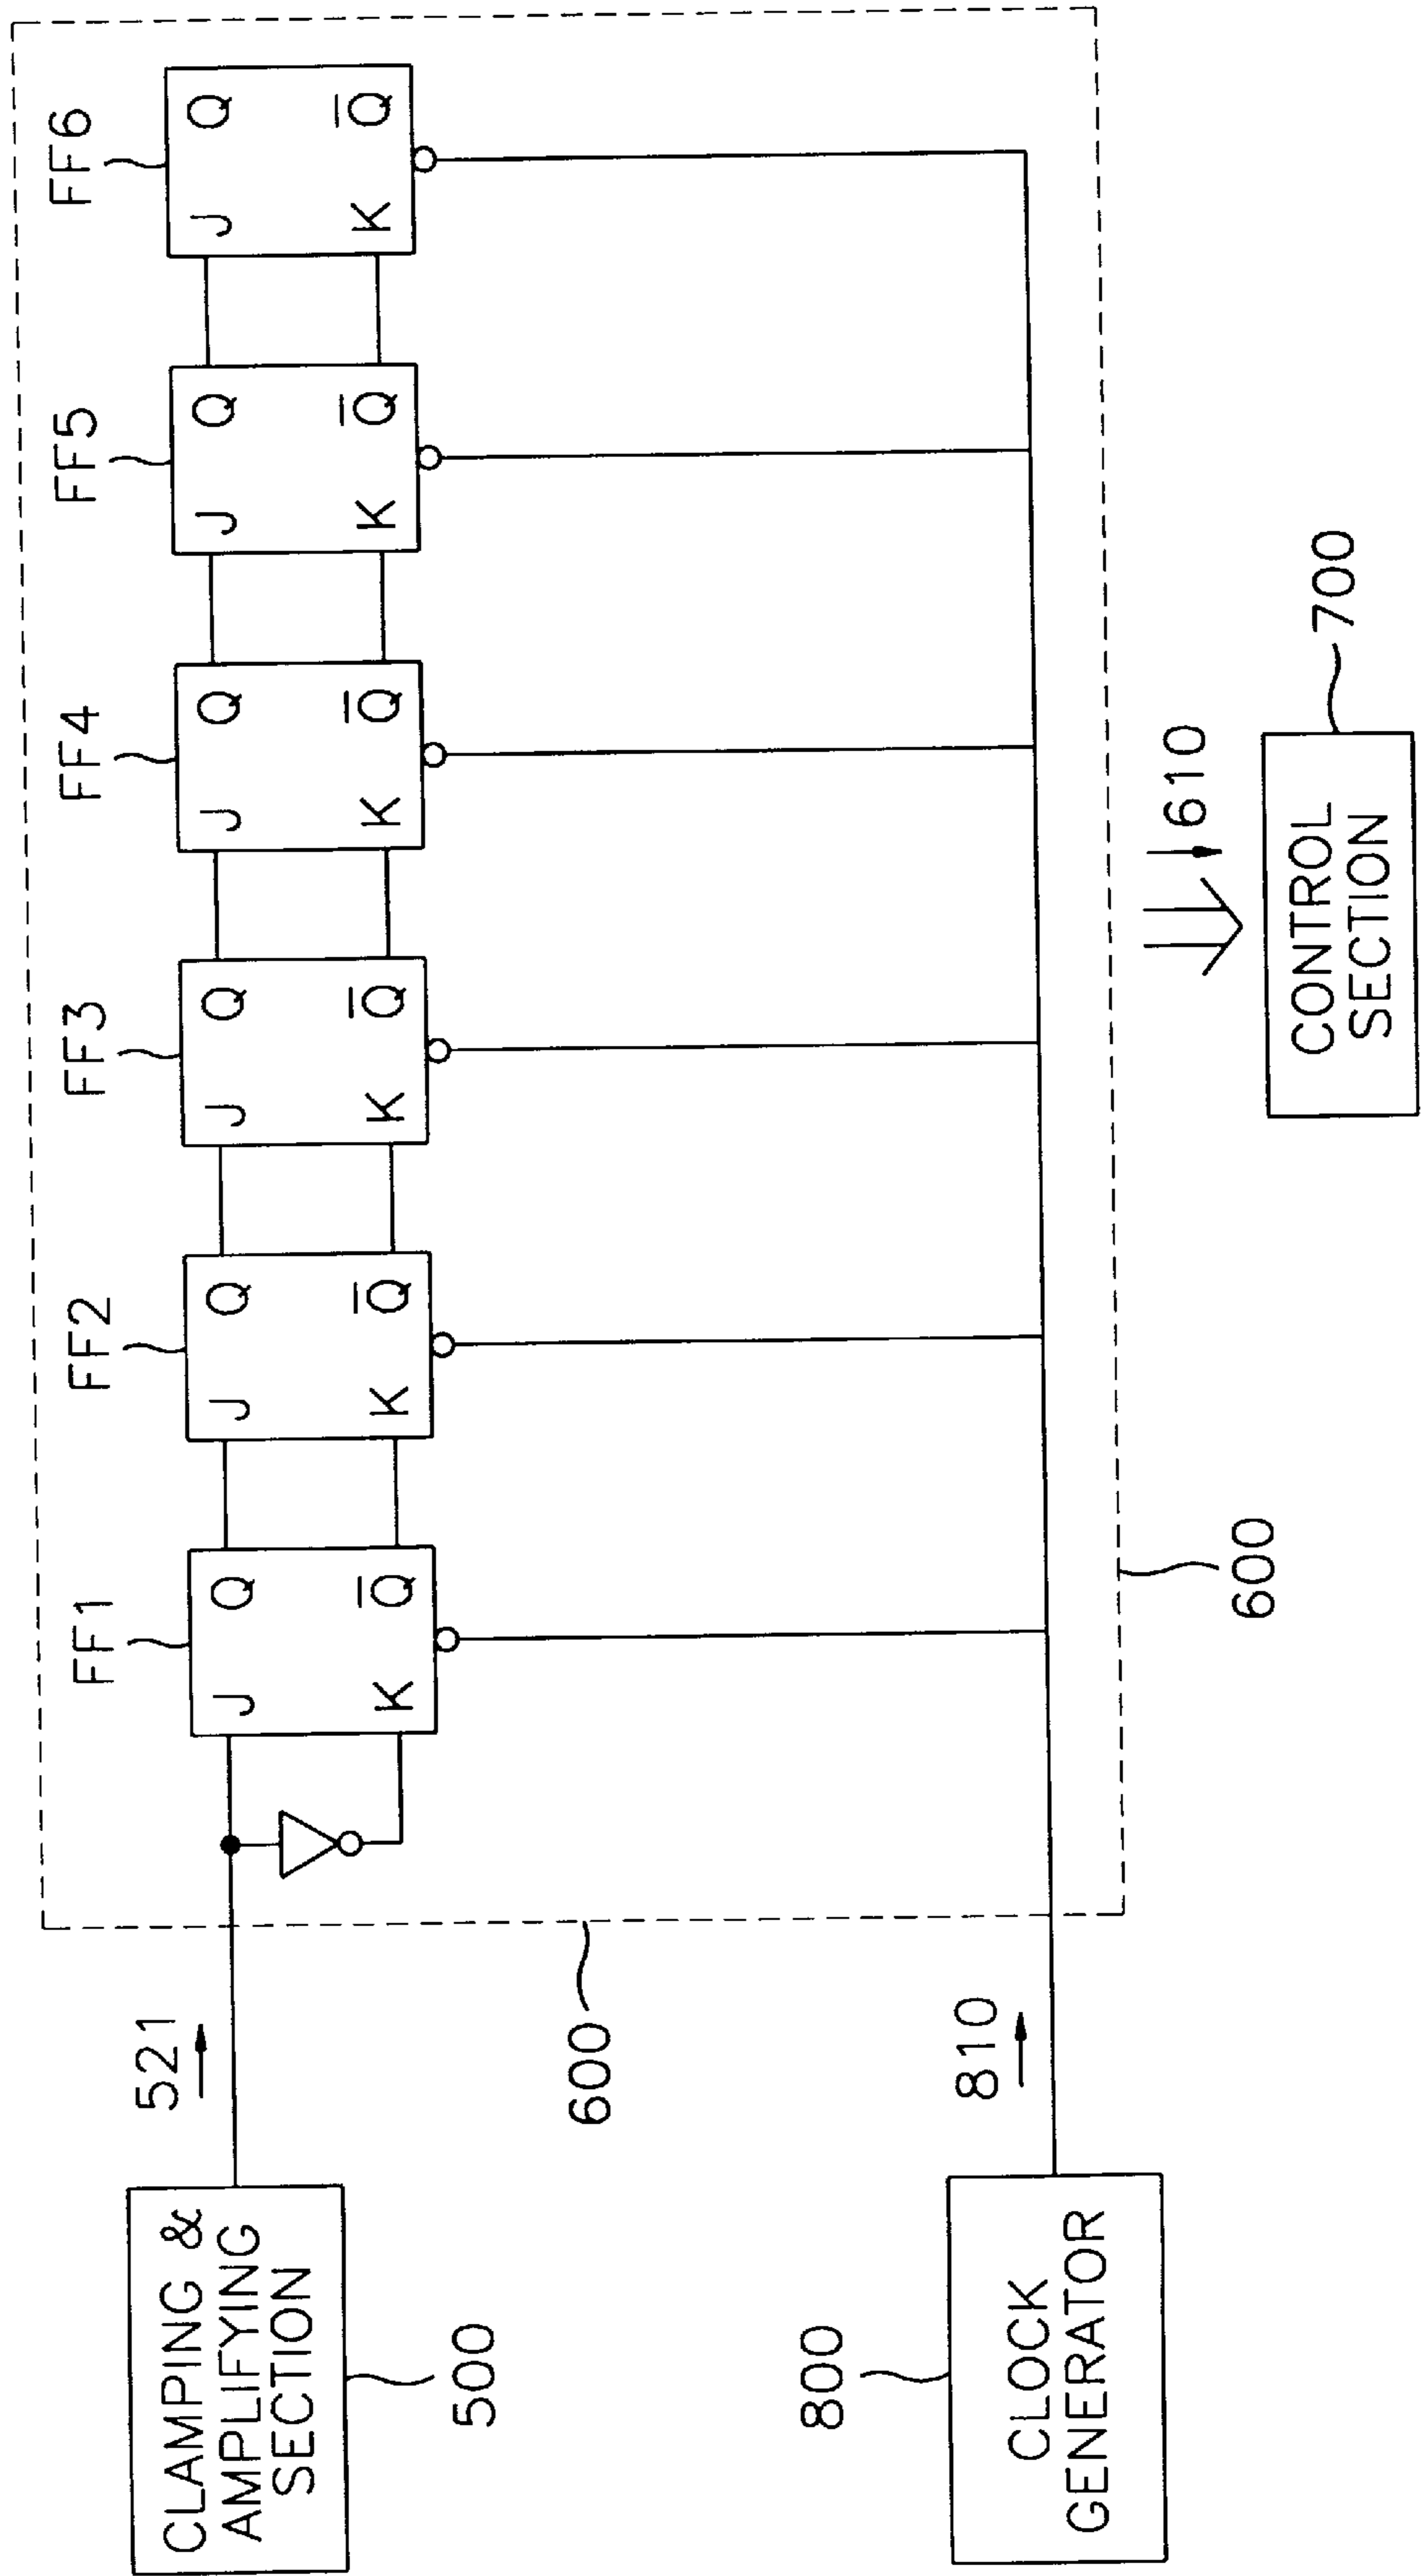 FF1
FF2
FF3
FF4
FF5
FF6
J Q
J Q
J Q
J Q
J Q
J Q
K Q̅
K Q̅
K Q̅
K Q̅
K Q̅
K Q̅
521
CLAMPING &
AMPLIFYING
SECTION
500
600
810
800
CLOCK
GENERATOR
600
610
CONTROL
SECTION
700